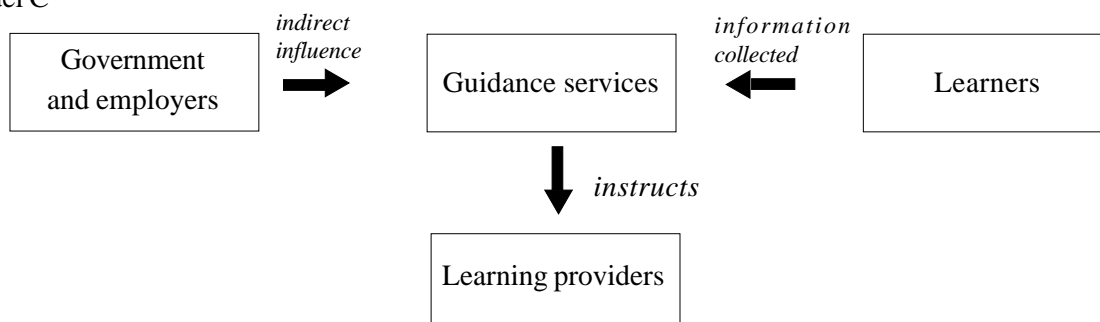 indirect
influence
information
collected
Government
and employers
Guidance services
Learners
instructs
Learning providers